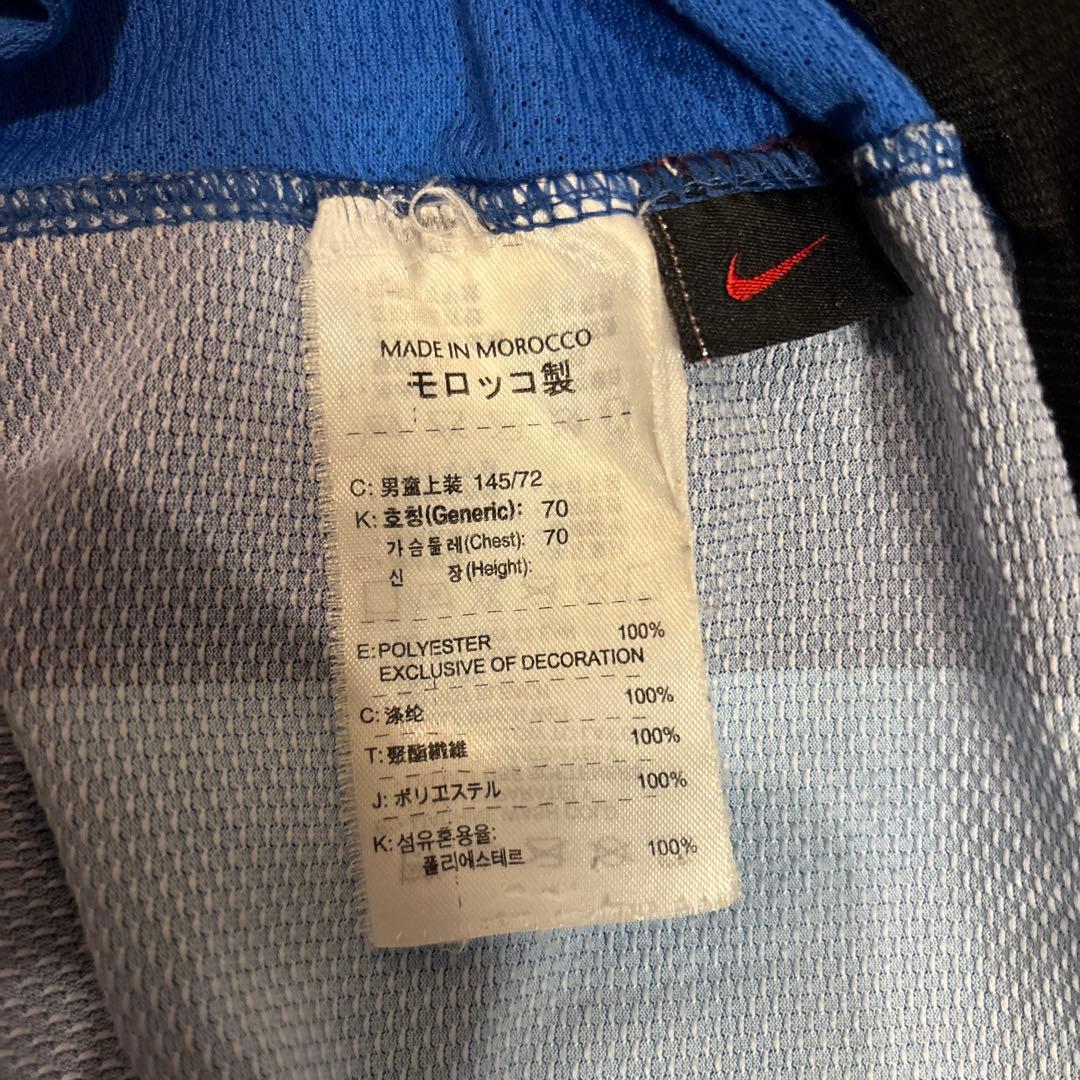 MADE IN MOROCCO
モロッコ製
C: 男童上装 145/72
K: 호칭(Generic): 70
가슴둘레(Chest): 70
신 장(Height):
E: POLYESTER 100%
EXCLUSIVE OF DECORATION
C: 涤纶 100%
T: 聚酯纖維 100%
J: ポリエステル 100%
K: 섬유혼용율:
폴리에스테르 100%